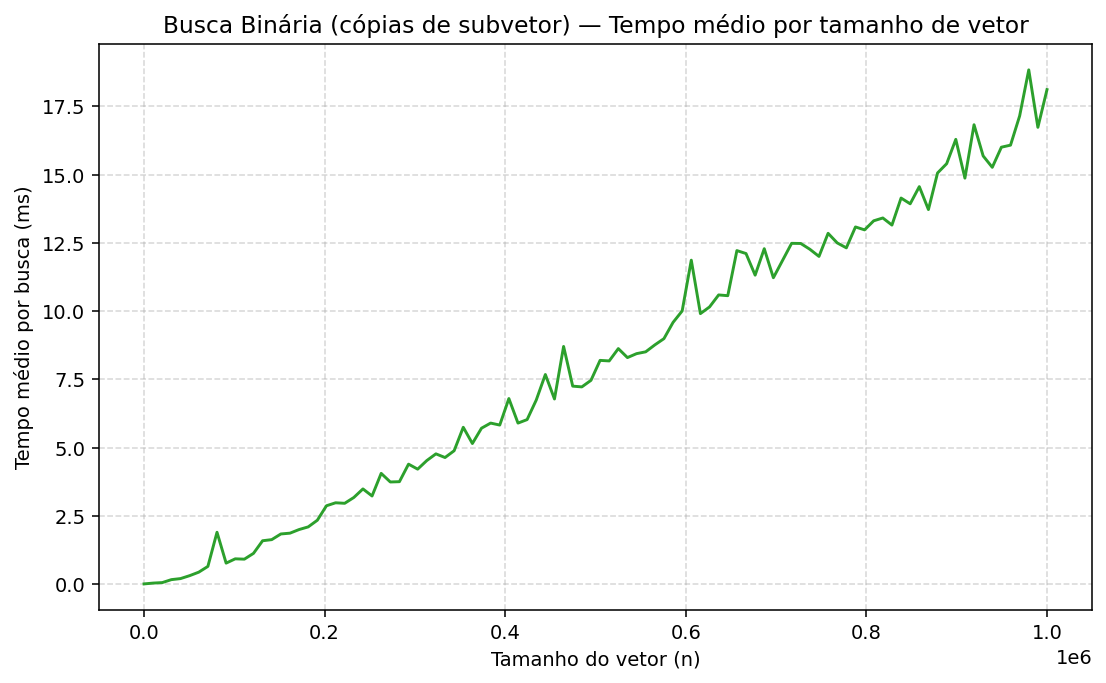 Busca Binária (cópias de subvetor) — Tempo médio por tamanho de vetor
Tempo médio por busca (ms)
17.5
15.0
12.5
10.0
7.5
5.0
2.5
0.0
0.0 0.2 0.4 0.6 0.8 1.0
1e6
Tamanho do vetor (n)